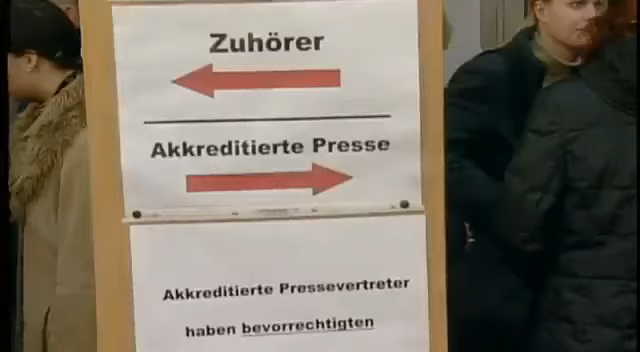 Zuhörer
Akkreditierte Presse
Akkreditierte Pressevertreter
haben bevorrechtigten